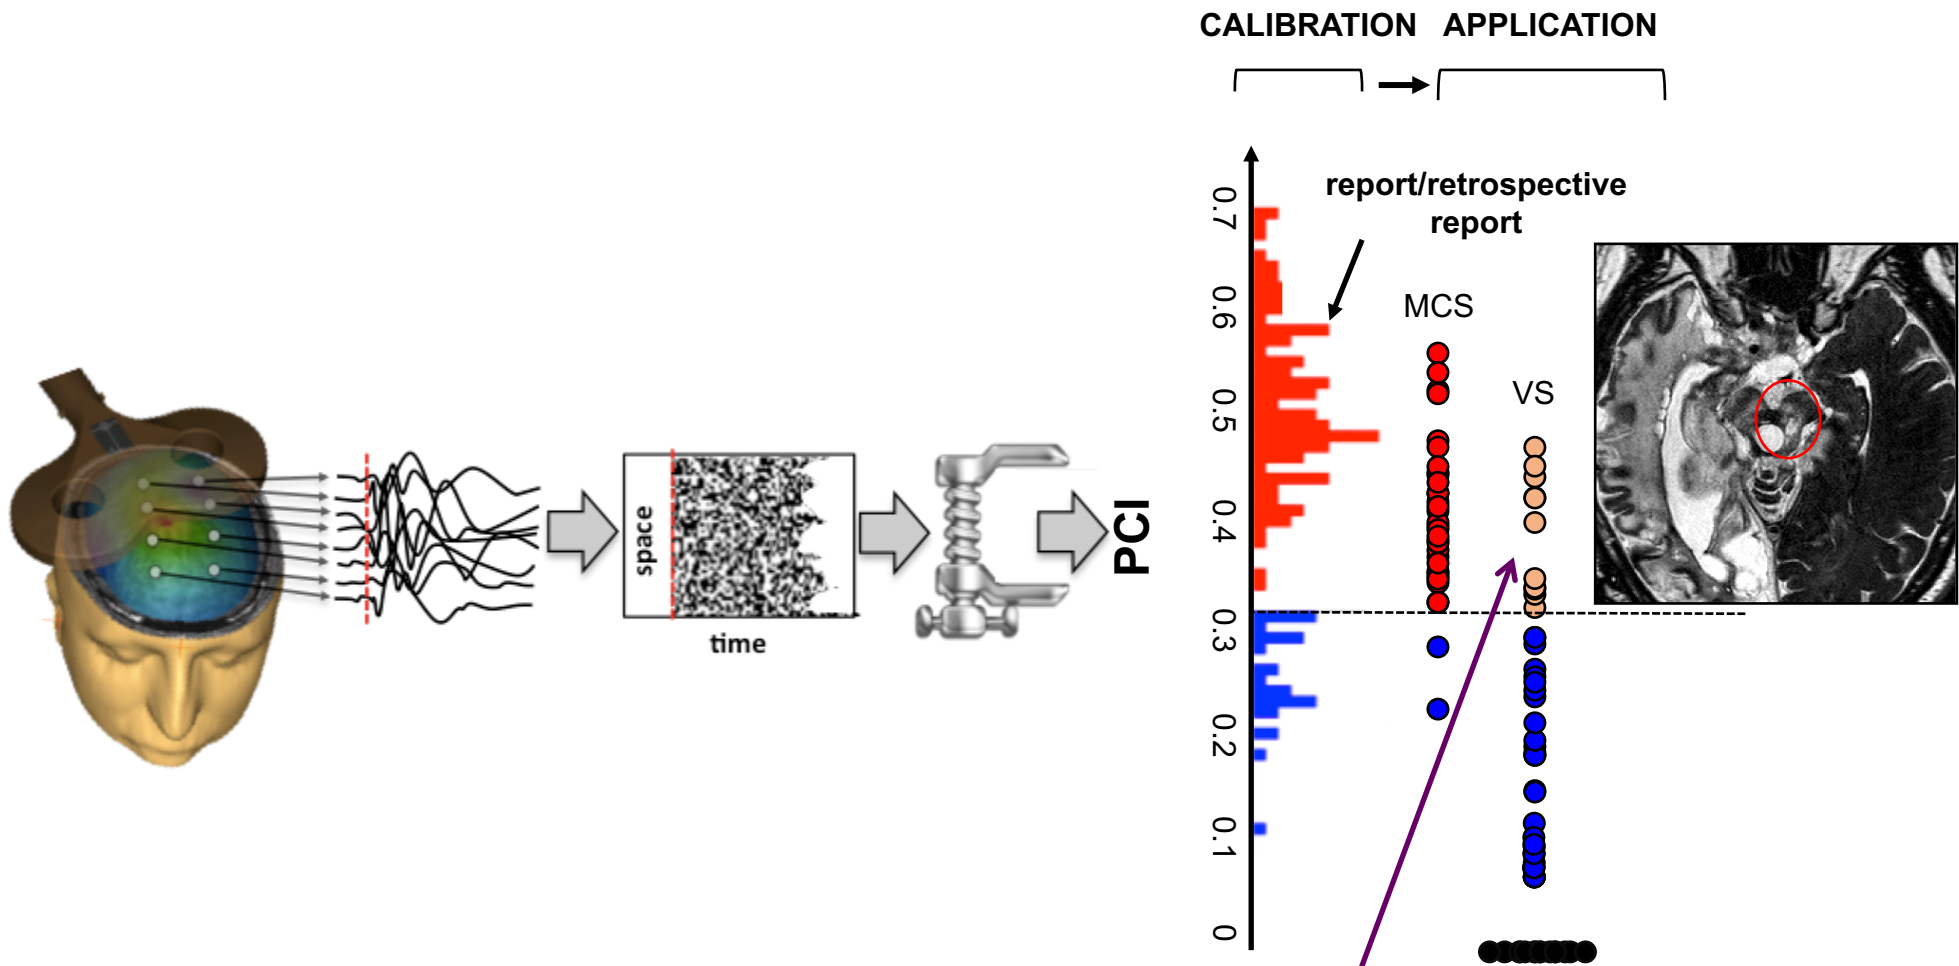 CALIBRATION APPLICATION
report/retrospective
report
MCS
VS
space
time
PCI
0.7
0.6
0.5
0.4
0.3
0.2
0.1
0